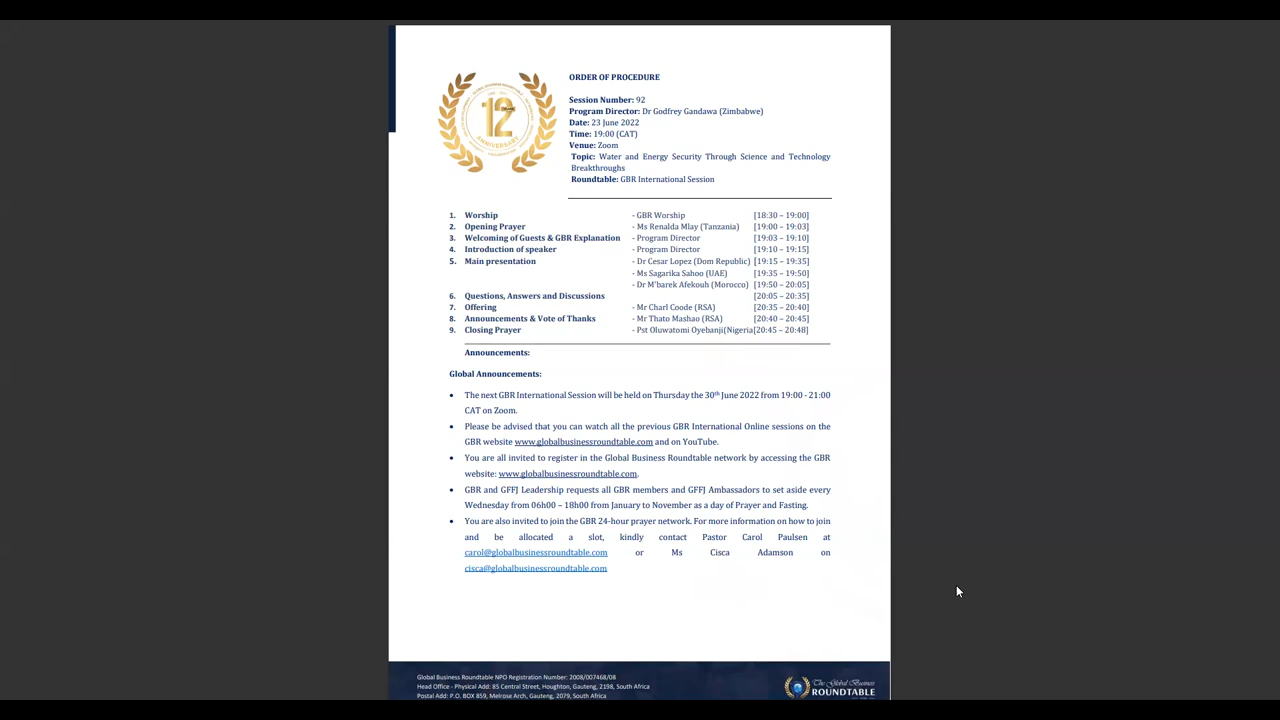 ORDER OF PROCEDURE
Session Number: 92
Program Director: Dr Godfrey Gandawa (Zimbabwe)
Date: 23 June 2022
Time: 19:00 (CAT)
Venue: Zoom
Topic: Water and Energy Security Through Science and Technology
Breakthroughs
Roundtable: GBR International Session
12
ANNIVERSARY
1. Worship - GBR Worship [18:30 – 19:00]
2. Opening Prayer - Ms Renalda Mlay (Tanzania) [19:00 – 19:03]
3. Welcoming of Guests & GBR Explanation - Program Director [19:03 – 19:10]
4. Introduction of speaker - Program Director [19:10 – 19:15]
5. Main presentation - Dr Cesar Lopez (Dom Republic) [19:15 – 19:35]
- Ms Sagarika Sahoo (UAE) [19:35 – 19:50]
- Dr M'barek Afekouh (Morocco) [19:50 – 20:05]
6. Questions, Answers and Discussions [20:05 – 20:35]
7. Offering - Mr Charl Coode (RSA) [20:35 – 20:40]
8. Announcements & Vote of Thanks - Mr Thato Mashao (RSA) [20:40 – 20:45]
9. Closing Prayer - Pst Oluwatomi Oyebanji(Nigeria[20:45 – 20:48]
Announcements:
Global Announcements:
• The next GBR International Session will be held on Thursday the 30th June 2022 from 19:00 - 21:00
CAT on Zoom.
• Please be advised that you can watch all the previous GBR International Online sessions on the
GBR website www.globalbusinessroundtable.com and on YouTube.
• You are all invited to register in the Global Business Roundtable network by accessing the GBR
website: www.globalbusinessroundtable.com.
• GBR and GFFJ Leadership requests all GBR members and GFFJ Ambassadors to set aside every
Wednesday from 06h00 – 18h00 from January to November as a day of Prayer and Fasting.
• You are also invited to join the GBR 24-hour prayer network. For more information on how to join
and be allocated a slot, kindly contact Pastor Carol Paulsen at
carol@globalbusinessroundtable.com or Ms Cisca Adamson on
cisca@globalbusinessroundtable.com
Global Business Roundtable NPO Registration Number: 2008/007468/08
Head Office - Physical Add: 85 Central Street, Houghton, Gauteng, 2198, South Africa
Postal Add: P.O. BOX 859, Melrose Arch, Gauteng, 2079, South Africa
The Global Business
ROUNDTABLE